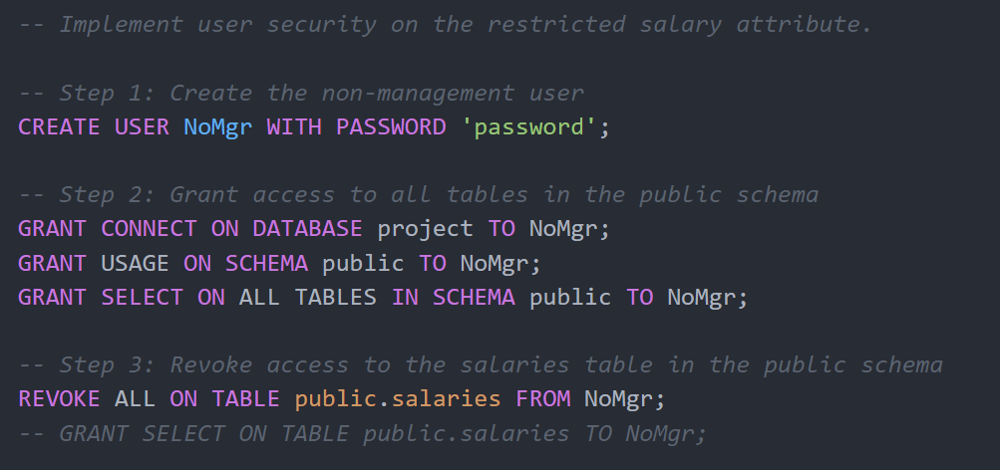 -- Implement user security on the restricted salary attribute.
-- Step 1: Create the non-management user
CREATE USER NoMgr WITH PASSWORD 'password';
-- Step 2: Grant access to all tables in the public schema
GRANT CONNECT ON DATABASE project TO NoMgr;
GRANT USAGE ON SCHEMA public TO NoMgr;
GRANT SELECT ON ALL TABLES IN SCHEMA public TO NoMgr;
-- Step 3: Revoke access to the salaries table in the public schema
REVOKE ALL ON TABLE public.salaries FROM NoMgr;
-- GRANT SELECT ON TABLE public.salaries TO NoMgr;